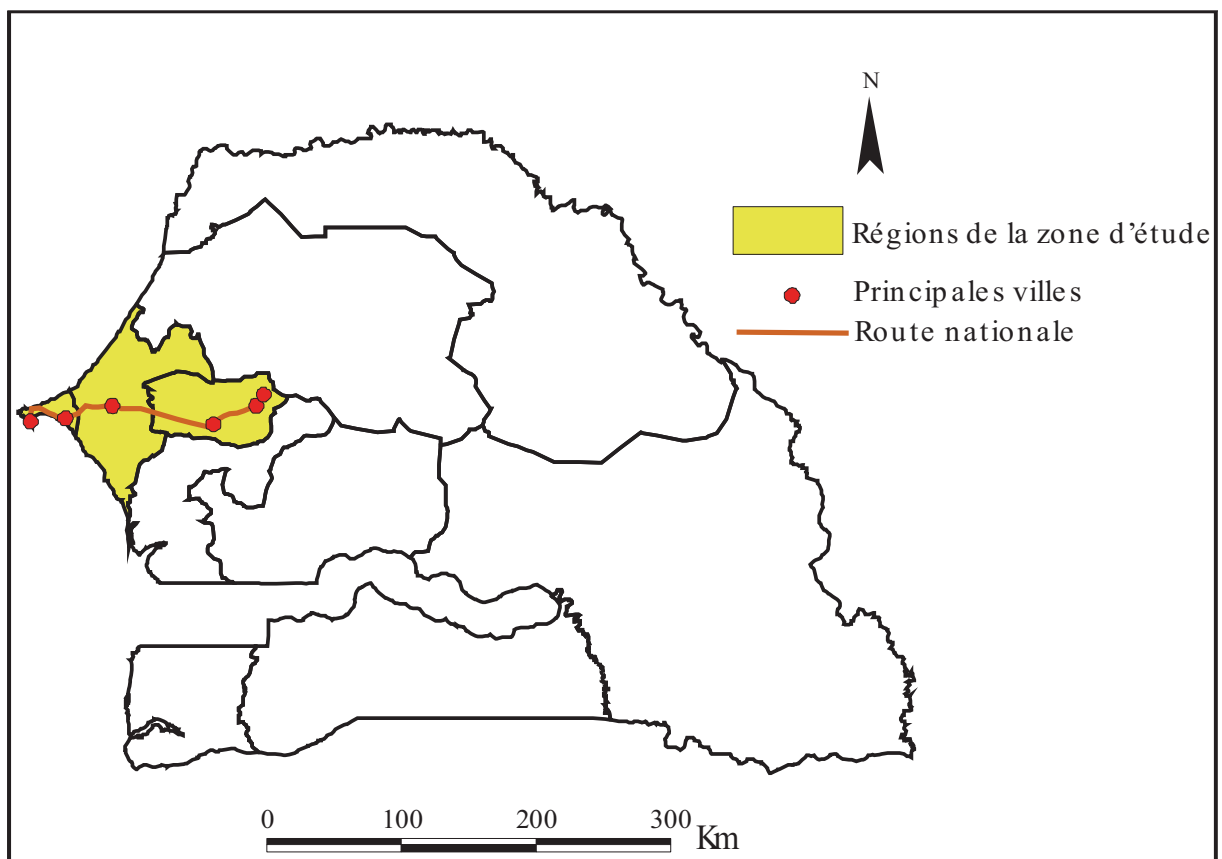 N
Régions de la zone d'étude
Principales villes
Route nationale
0 100 200 300
Km